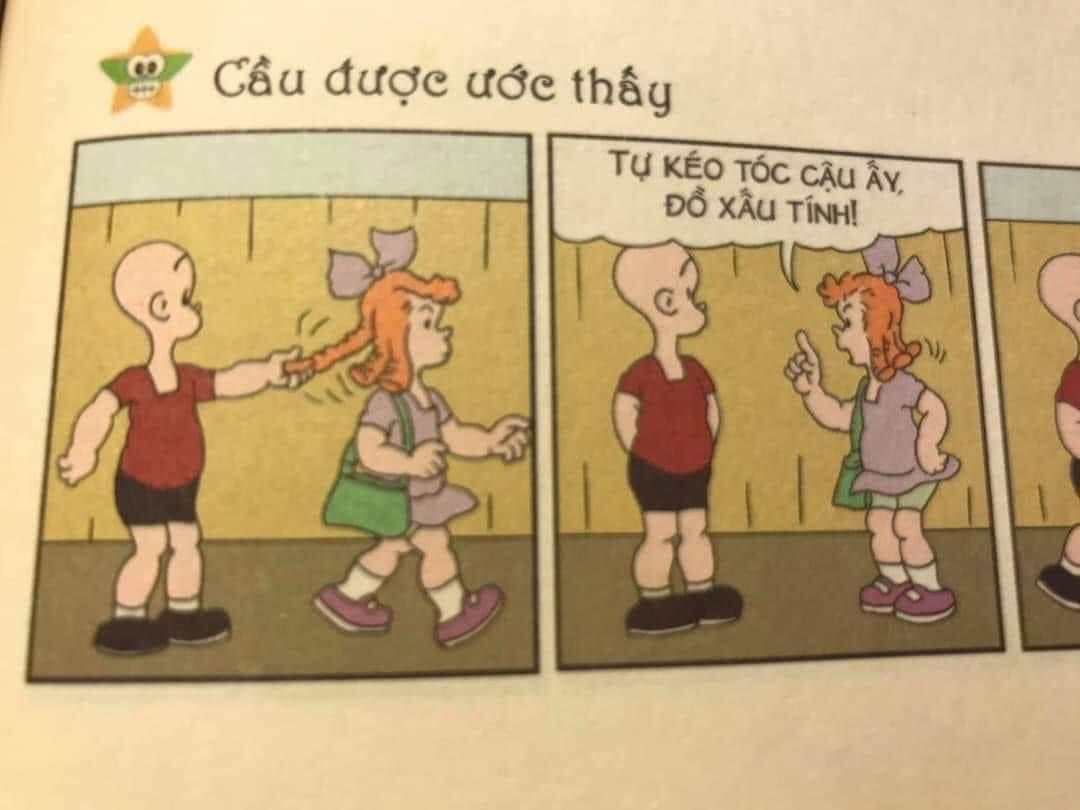 Cầu được ước thấy
TỰ KÉO TÓC CẬU ẤY,
ĐỒ XẤU TÍNH!